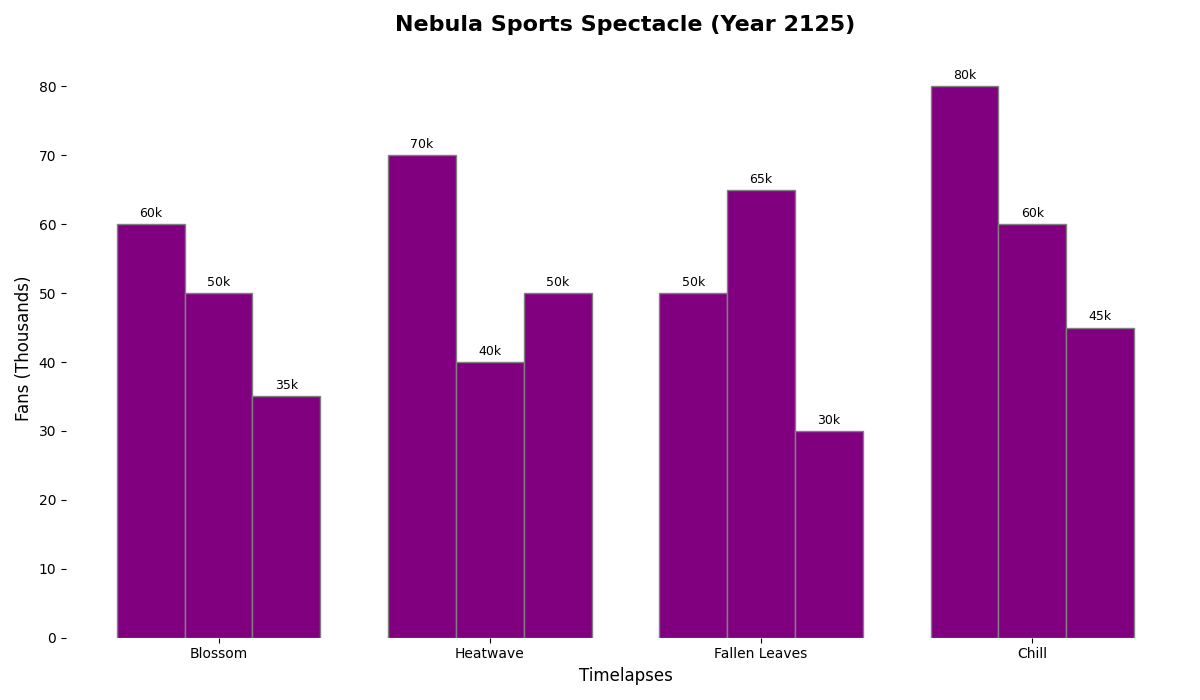 Nebula Sports Spectacle (Year 2125)
Fans (Thousands)
80
70
60
50
40
30
20
10
0
60k
50k
35k
70k
40k
50k
50k
65k
30k
80k
60k
45k
Blossom
Heatwave
Fallen Leaves
Chill
Timelapses